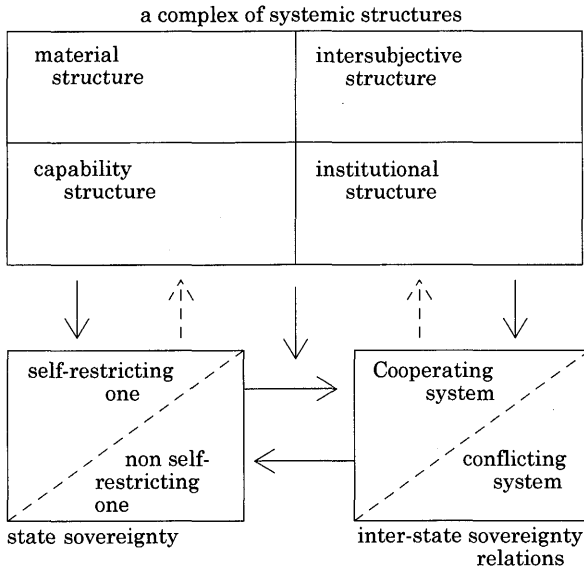 a complex of systemic structures
material
structure
intersubjective
structure
capability
structure
institutional
structure
self-restricting
one
non self-
restricting
one
Cooperating
system
conflicting
system
state sovereignty
inter-state sovereignty
relations